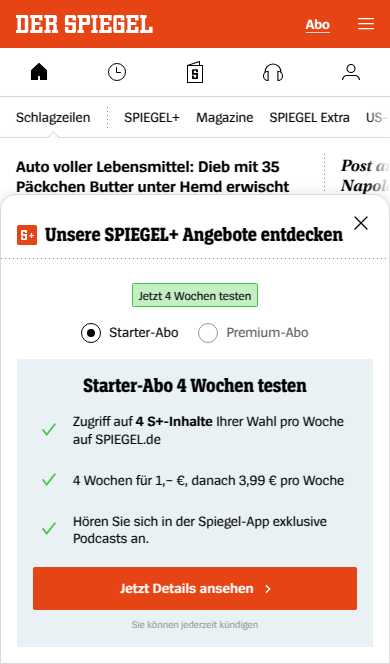 DER SPIEGEL
Abo
Schlagzeilen
SPIEGEL+
Magazine
SPIEGEL Extra
US-
Auto voller Lebensmittel: Dieb mit 35
Päckchen Butter unter Hemd erwischt
Post
Unsere SPIEGEL+ Angebote entdecken
Jetzt 4 Wochen testen
Starter-Abo
Premium-Abo
Starter-Abo 4 Wochen testen
Zugriff auf 4 S+-Inhalte Ihrer Wahl pro Woche
auf SPIEGEL.de
4 Wochen für 1,– €, danach 3,99 € pro Woche
Hören Sie sich in der Spiegel-App exklusive
Podcasts an.
Jetzt Details ansehen
Sie können jederzeit kündigen